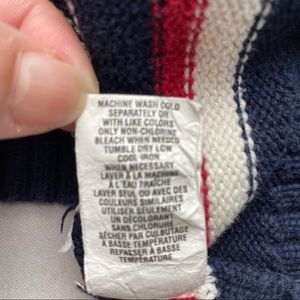 MACHINE WASH COLD
SEPARATELY OR
WITH LIKE COLORS
ONLY NON-CHLORINE
BLEACH WHEN NEEDED
TUMBLE DRY LOW
COOL IRON
WHEN NECESSARY
LAVER À LA MACHINE
À L'EAU FRAÎCHE
LAVER SEUL OU AVEC DES
COULEURS SIMILAIRES
UTILISER SEULEMENT
UN DÉCOLORANT
SANS CHLORE
SÉCHER PAR CULBUTAGE
À BASSE TEMPÉRATURE
REPASSER À BASSE
TEMPÉRATURE